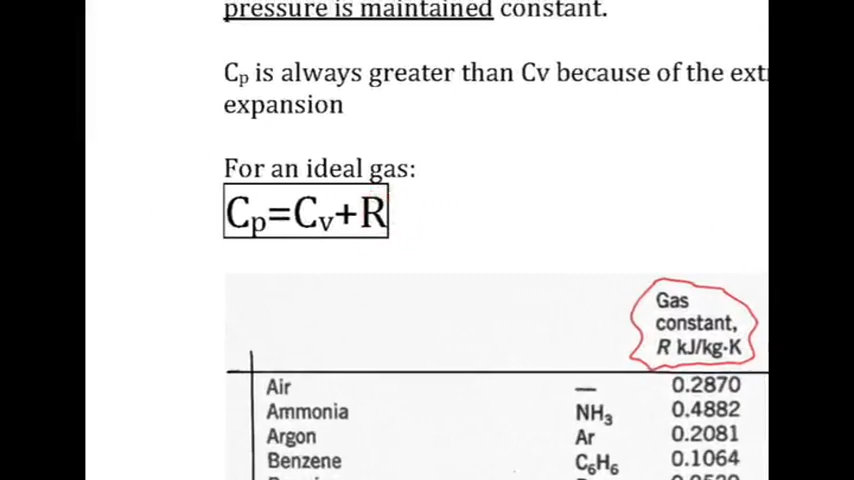 pressure is maintained constant.
Cp is always greater than Cv because of the
expansion
For an ideal gas:
Cp=Cv+R
Gas
constant,
R kJ/kg·K
Air — 0.2870
Ammonia NH3 0.4882
Argon Ar 0.2081
Benzene C6H6 0.1064